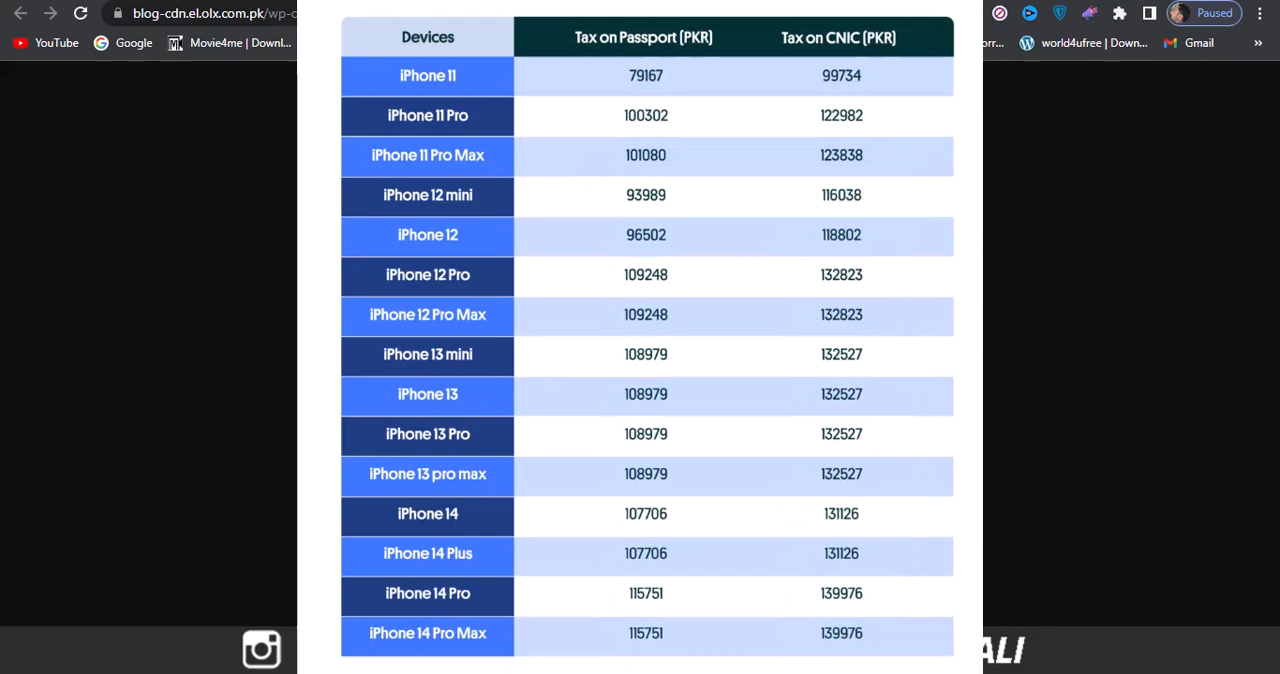 blog-cdn.el.olx.com.pk/wp-c
Paused
YouTube
Google
Movie4me | Downl...
orr...
world4ufree | Down...
Gmail
»
Devices Tax on Passport (PKR) Tax on CNIC (PKR)
iPhone 11 79167 99734
iPhone 11 Pro 100302 122982
iPhone 11 Pro Max 101080 123838
iPhone 12 mini 93989 116038
iPhone 12 96502 118802
iPhone 12 Pro 109248 132823
iPhone 12 Pro Max 109248 132823
iPhone 13 mini 108979 132527
iPhone 13 108979 132527
iPhone 13 Pro 108979 132527
iPhone 13 pro max 108979 132527
iPhone 14 107706 131126
iPhone 14 Plus 107706 131126
iPhone 14 Pro 115751 139976
iPhone 14 Pro Max 115751 139976
ALI